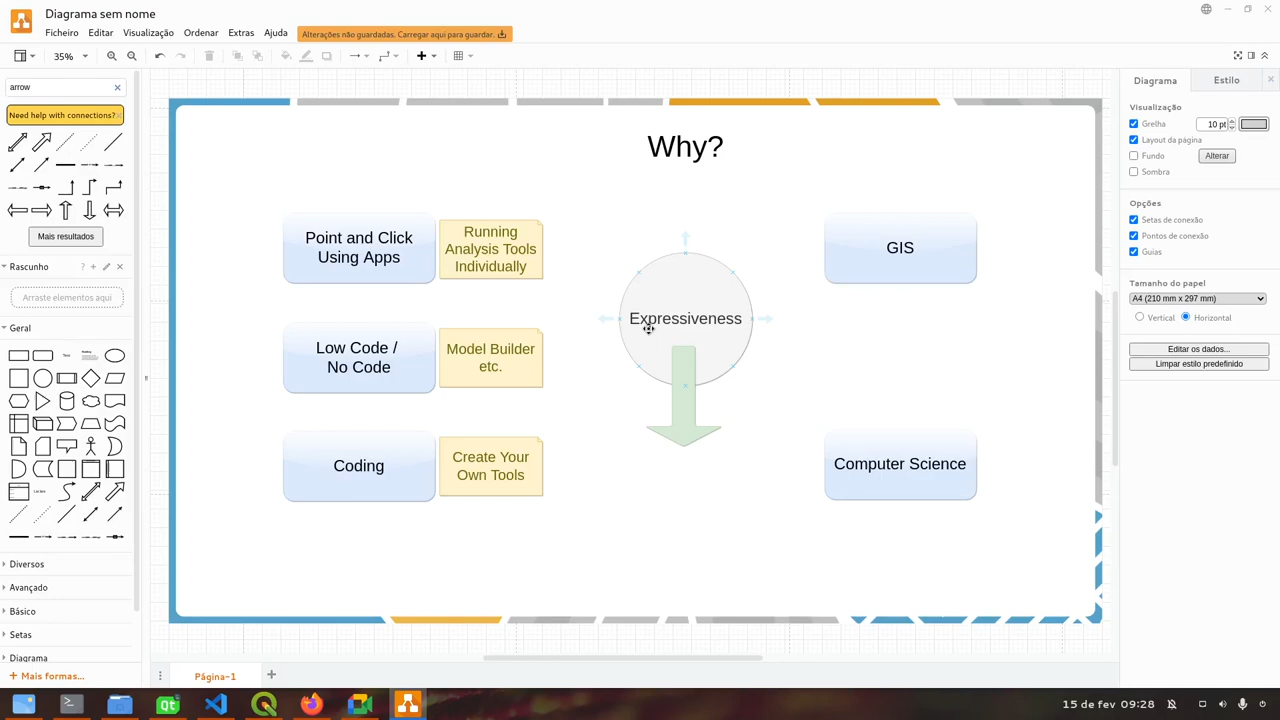 Diagrama sem nome
Ficheiro Editar Visualização Ordenar Extras Ajuda
Alterações não guardadas. Carregar aqui para guardar.
35%
arrow
Need help with connections?
Mais resultados
Rascunho
Arraste elementos aqui
Geral
Diversos
Avançado
Básico
Setas
Diagrama
Mais formas...
Why?
Point and Click
Using Apps
Running
Analysis Tools
Individually
GIS
Expressiveness
Low Code /
No Code
Model Builder
etc.
Coding
Create Your
Own Tools
Computer Science
Página-1
Diagrama Estilo
Visualização
Grelha 10 pt
Layout da página
Fundo Alterar
Sombra
Opções
Setas de conexão
Pontos de conexão
Guias
Tamanho do papel
A4 (210 mm x 297 mm)
Vertical Horizontal
Editar os dados...
Limpar estilo predefinido
15 de fev 09:28